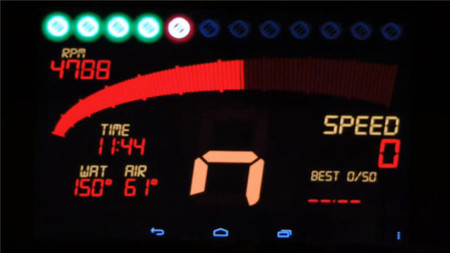 RPM
4788
TIME
11:44
WAT AIR
150° 61°
n
SPEED
0
BEST 0/50
--.--